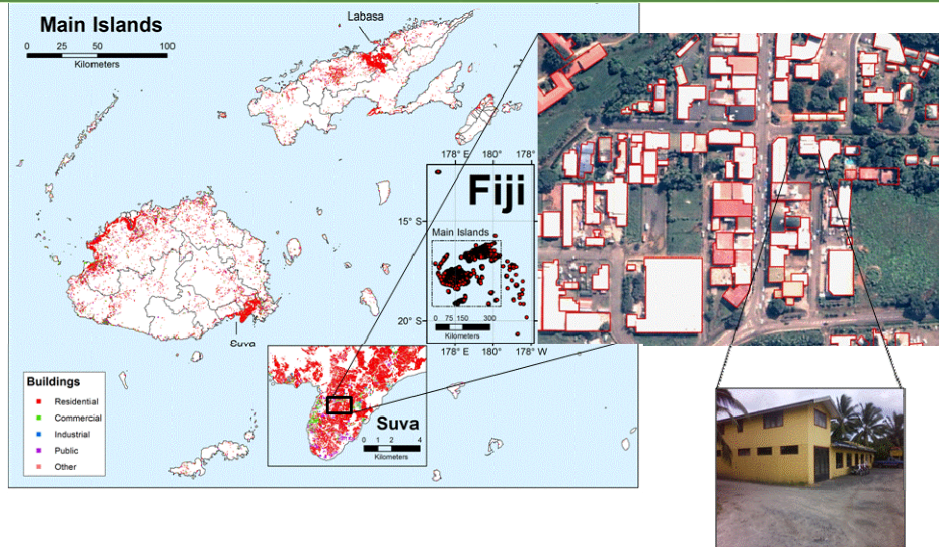 Main Islands
0 25 50 100
Kilometers
Labasa
178° E 180° 178° W
Fiji
15° S
Main Islands
0 75 150 300
Kilometers
20° S
178° E 180° 178° W
Suva
Suva
0 1 2 4
Kilometers
Buildings
Residential
Commercial
Industrial
Public
Other